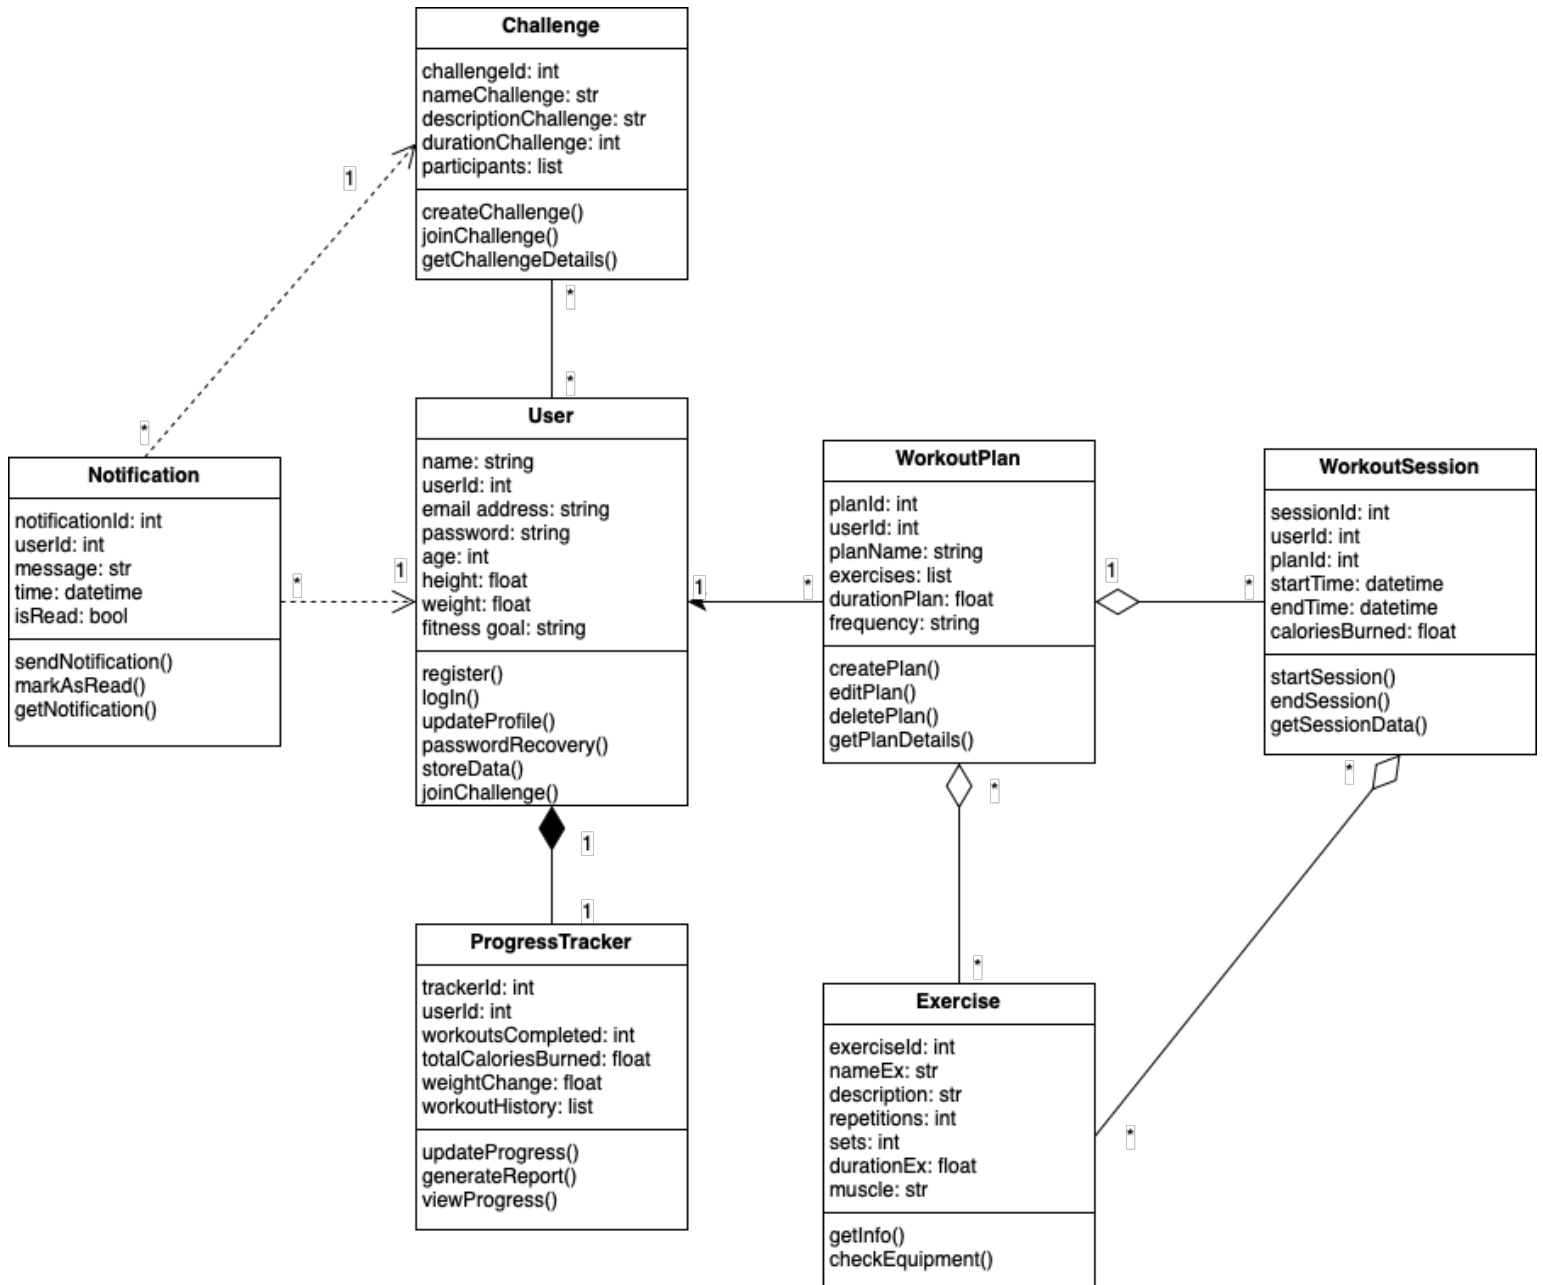 Challenge
challengeId: int
nameChallenge: str
descriptionChallenge: str
durationChallenge: int
participants: list
createChallenge()
joinChallenge()
getChallengeDetails()
1
*
*
*
User
name: string
userId: int
email address: string
password: string
age: int
height: float
weight: float
fitness goal: string
register()
logIn()
updateProfile()
passwordRecovery()
storeData()
joinChallenge()
Notification
notificationId: int
userId: int
message: str
time: datetime
isRead: bool
sendNotification()
markAsRead()
getNotification()
*
1
1
*
WorkoutPlan
planId: int
userId: int
planName: string
exercises: list
durationPlan: float
frequency: string
createPlan()
editPlan()
deletePlan()
getPlanDetails()
1
*
WorkoutSession
sessionId: int
userId: int
planId: int
startTime: datetime
endTime: datetime
caloriesBurned: float
startSession()
endSession()
getSessionData()
*
*
1
1
ProgressTracker
trackerId: int
userId: int
workoutsCompleted: int
totalCaloriesBurned: float
weightChange: float
workoutHistory: list
updateProgress()
generateReport()
viewProgress()
*
Exercise
exerciseId: int
nameEx: str
description: str
repetitions: int
sets: int
durationEx: float
muscle: str
getInfo()
checkEquipment()
*